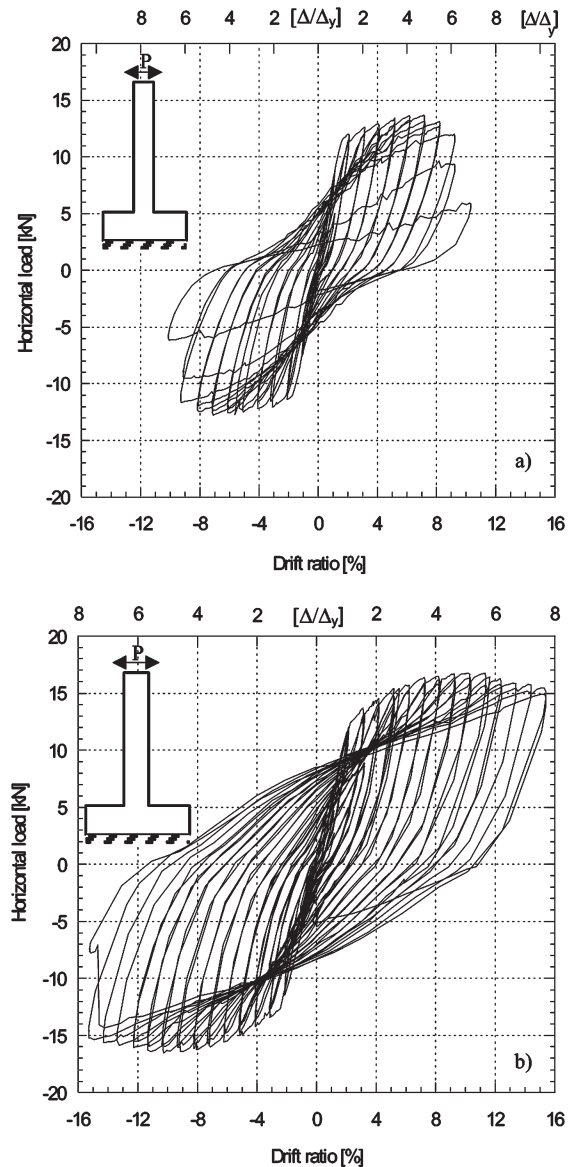 8 6 4 2 [Δ/Δy] 2 4 6 8 [Δ/Δy]
P
20
15
10
5
0
-5
-10
-15
-20
Horizontal load [kN]
a)
-16 -12 -8 -4 0 4 8 12 16
Drift ratio [%]
8 6 4 2 [Δ/Δy] 2 4 6 8
P
20
15
10
5
0
-5
-10
-15
-20
Horizontal load [kN]
b)
-16 -12 -8 -4 0 4 8 12 16
Drift ratio [%]